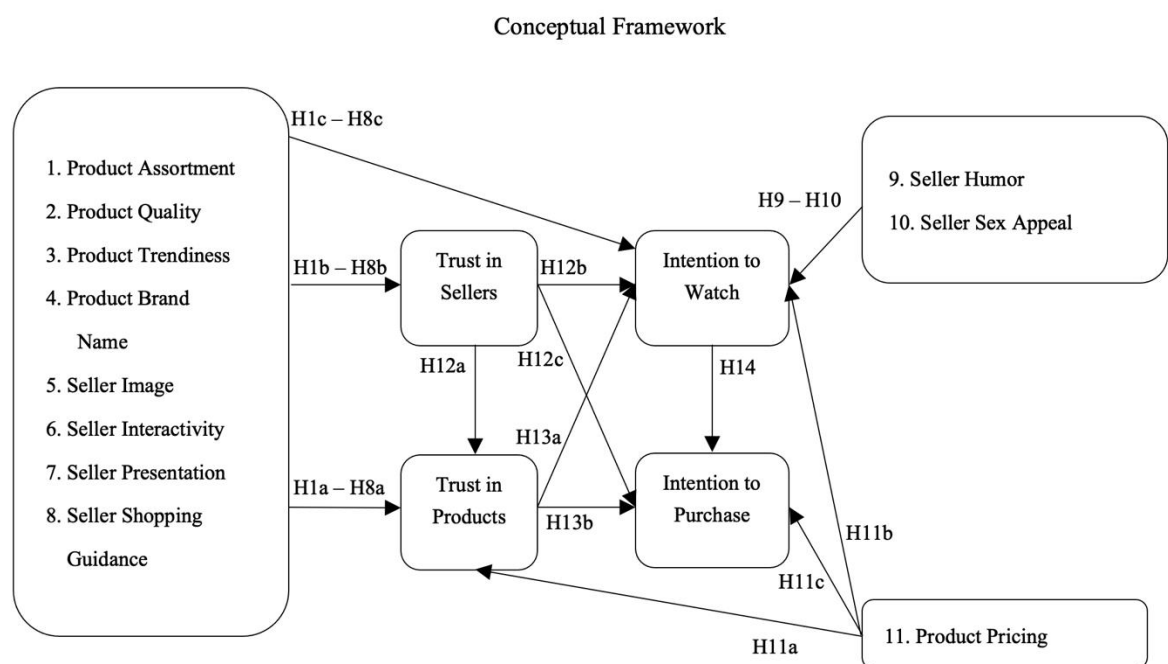 Conceptual Framework
H1c – H8c
1. Product Assortment
2. Product Quality
3. Product Trendiness
4. Product Brand
Name
5. Seller Image
6. Seller Interactivity
7. Seller Presentation
8. Seller Shopping
Guidance
H1b – H8b
H1a – H8a
Trust in
Sellers
H12b
H12a
H12c
Trust in
Products
H13a
H13b
Intention to
Watch
H14
Intention to
Purchase
H9 – H10
9. Seller Humor
10. Seller Sex Appeal
H11b
H11c
H11a
11. Product Pricing